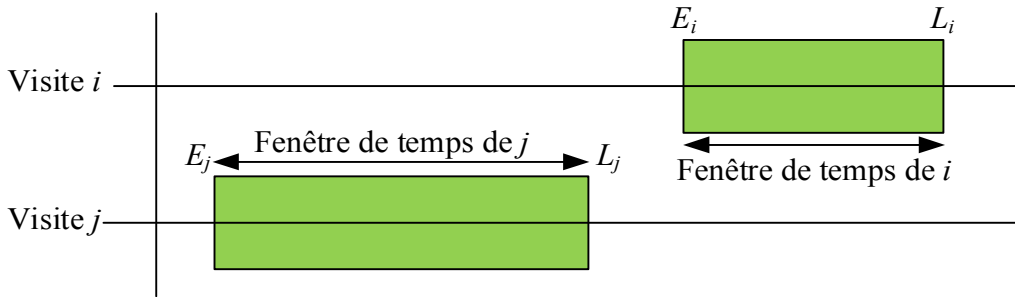 E_i L_i
Visite i
Fenêtre de temps de j
E_j L_j
Fenêtre de temps de i
Visite j